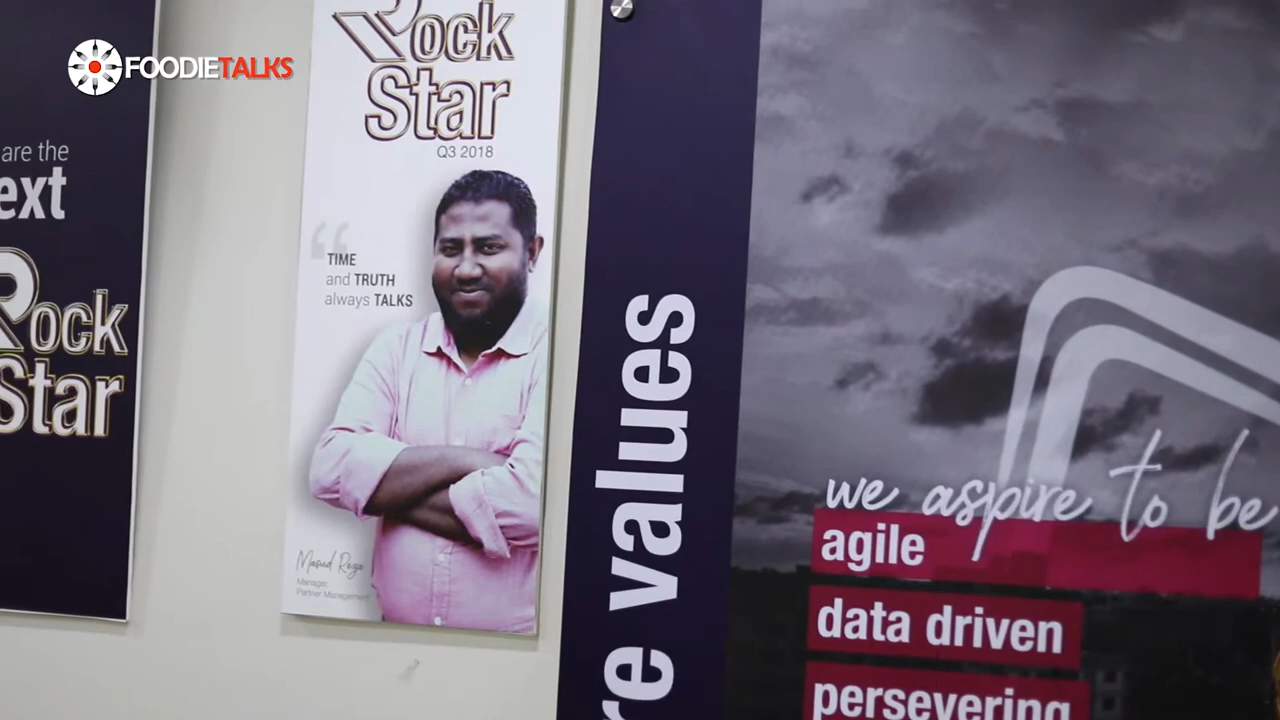 FOODIETALKS
are the
ext
Rock
Star
Rock
Star
Q3 2018
“
TIME
and TRUTH
always TALKS
Manager
Partner Management
re values
we aspire to be
agile
data driven
persevering